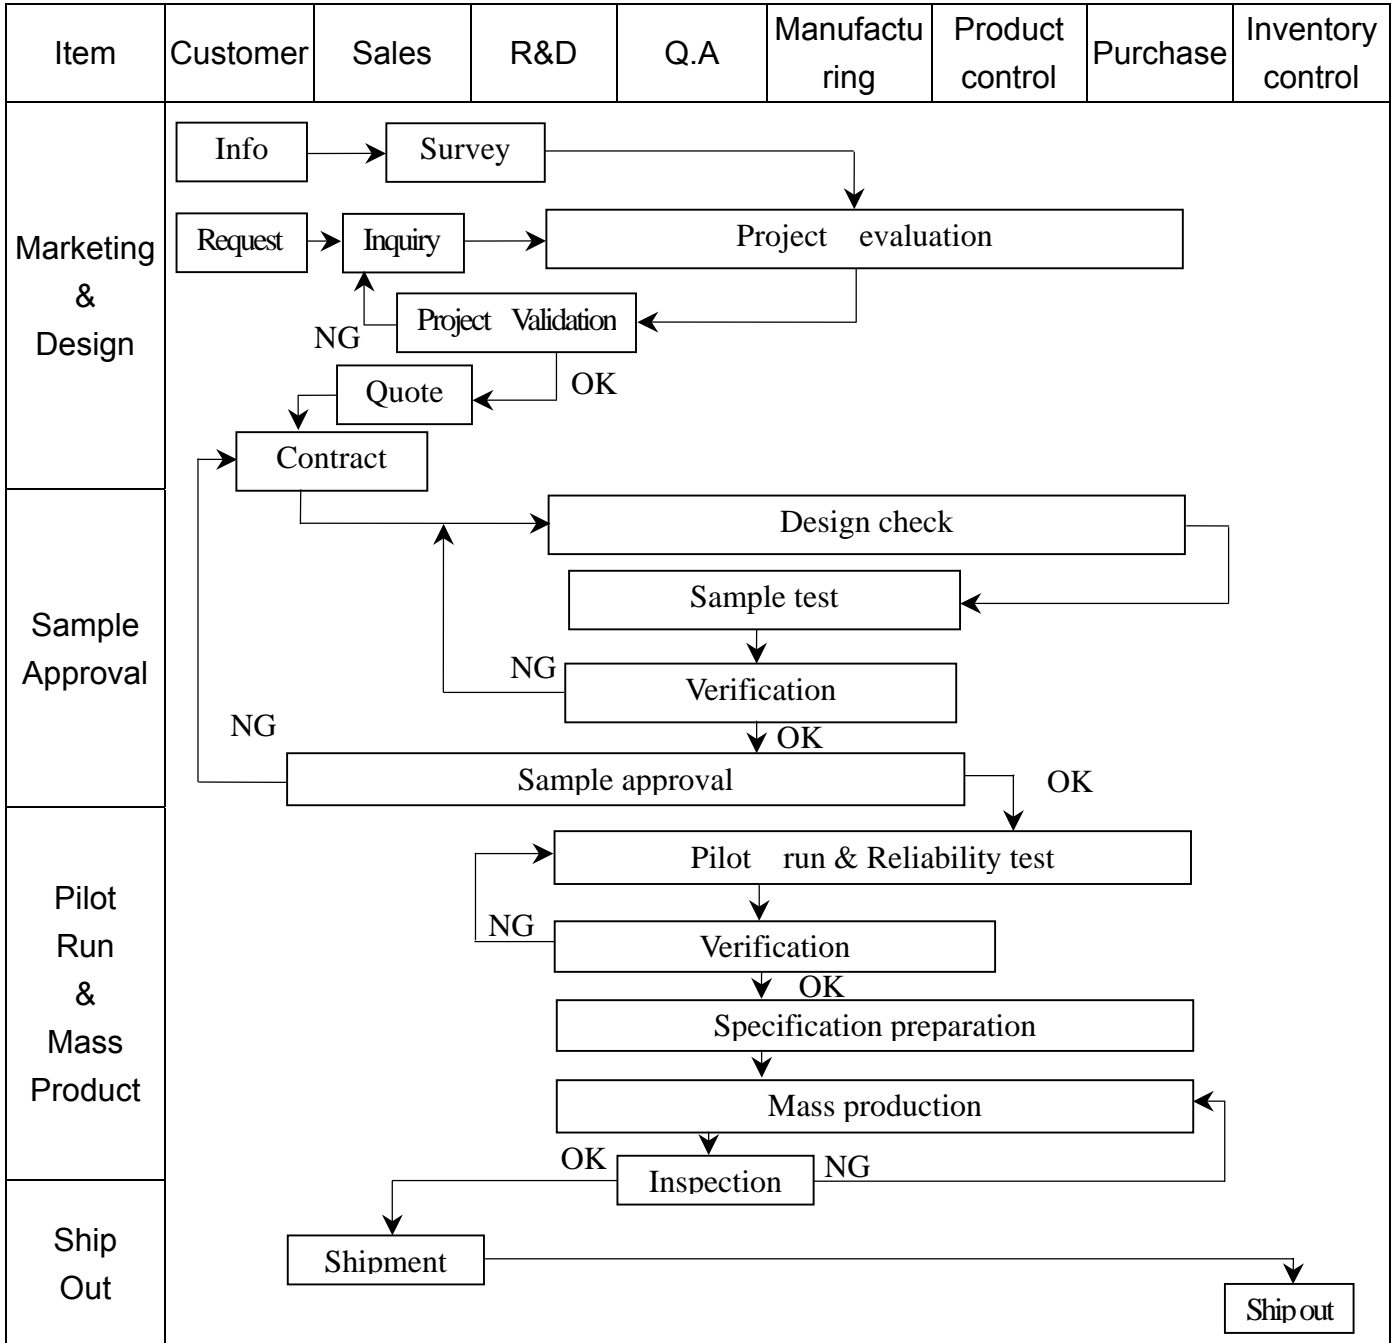 Item
Customer
Sales
R&D
Q.A
Manufactu
ring
Product
control
Purchase
Inventory
control
Marketing
&
Design
Info
Survey
Request
Inquiry
Project evaluation
NG
Project Validation
Quote
OK
Contract
Sample
Approval
Design check
Sample test
NG
Verification
NG
OK
Sample approval
OK
Pilot
Run
&
Mass
Product
Pilot run & Reliability test
NG
Verification
OK
Specification preparation
Mass production
OK
Inspection
NG
Ship
Out
Shipment
Ship out